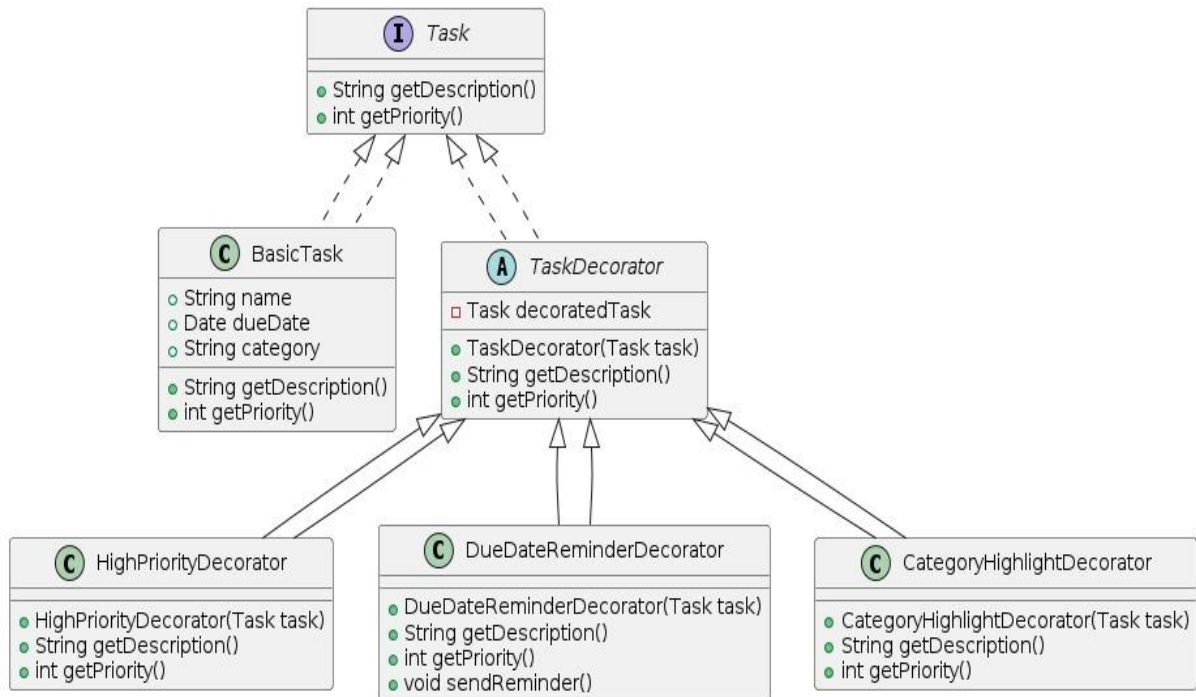 I Task
String getDescription()
int getPriority()
C BasicTask
String name
Date dueDate
String category
String getDescription()
int getPriority()
A TaskDecorator
Task decoratedTask
TaskDecorator(Task task)
String getDescription()
int getPriority()
C HighPriorityDecorator
HighPriorityDecorator(Task task)
String getDescription()
int getPriority()
C DueDateReminderDecorator
DueDateReminderDecorator(Task task)
String getDescription()
int getPriority()
void sendReminder()
C CategoryHighlightDecorator
CategoryHighlightDecorator(Task task)
String getDescription()
int getPriority()